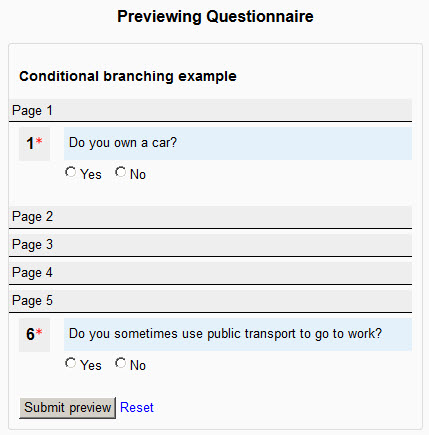 Previewing Questionnaire
Conditional branching example
Page 1
1* Do you own a car?
Yes No
Page 2
Page 3
Page 4
Page 5
6* Do you sometimes use public transport to go to work?
Yes No
Submit preview Reset